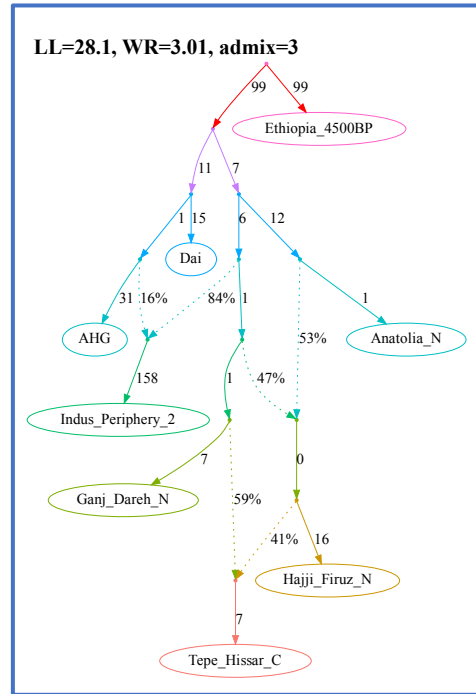 LL=28.1, WR=3.01, admix=3
99 99
Ethiopia_4500BP
11 7
1 15 6 12
Dai
31 16% 84% 1 1
AHG Anatolia_N
53%
158 1 47%
Indus_Periphery_2
7 0
Ganj_Dareh_N 59%
41% 16
Hajji_Firuz_N
7
Tepe_Hissar_C